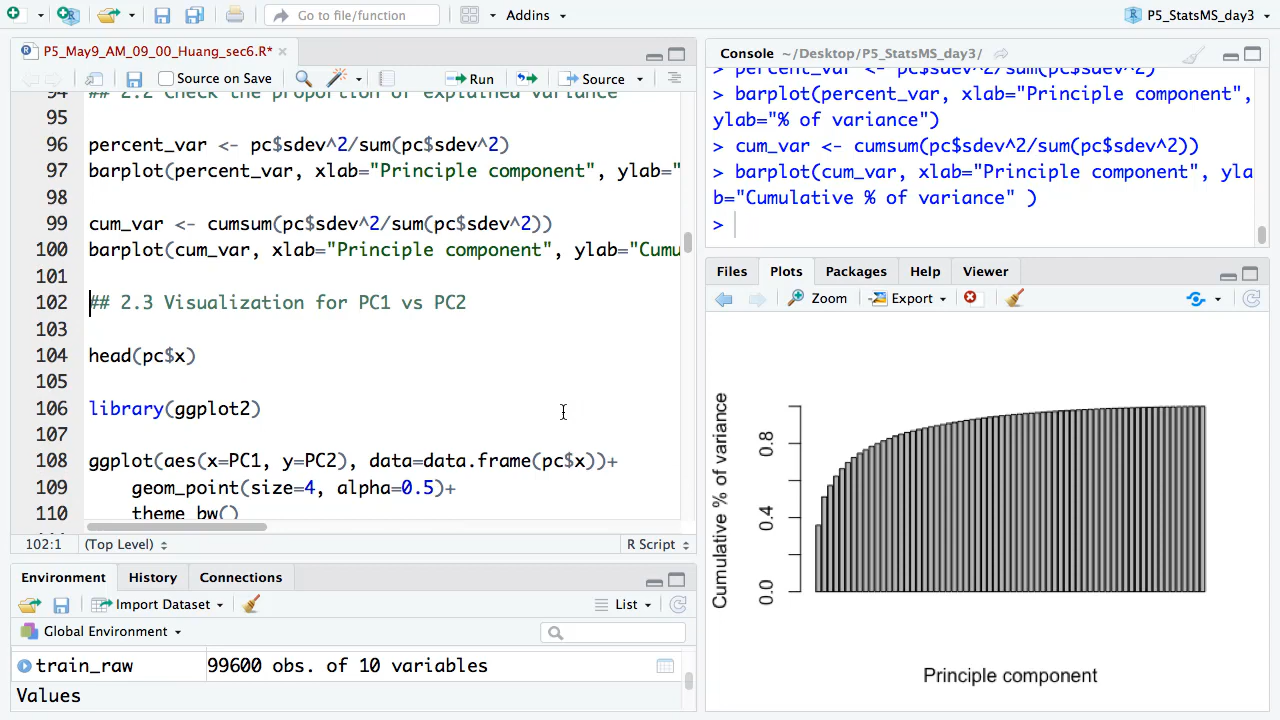 Go to file/function
Addins
P5_StatsMS_day3
P5_May9_AM_09_00_Huang_sec6.R*
Source on Save
Run
Source
94 ## 2.2 Check the proportion of explained variance
95
96 percent_var <- pc$sdev^2/sum(pc$sdev^2)
97 barplot(percent_var, xlab="Principle component", ylab="
98
99 cum_var <- cumsum(pc$sdev^2/sum(pc$sdev^2))
100 barplot(cum_var, xlab="Principle component", ylab="Cumu
101
102 ## 2.3 Visualization for PC1 vs PC2
103
104 head(pc$x)
105
106 library(ggplot2)
107
108 ggplot(aes(x=PC1, y=PC2), data=data.frame(pc$x))+
109 geom_point(size=4, alpha=0.5)+
110 theme_bw()
102:1 (Top Level) R Script
Environment History Connections
Import Dataset
List
Global Environment
train_raw 99600 obs. of 10 variables
Values
Console ~/Desktop/P5_StatsMS_day3/
> percent_var <- pc$sdev^2/sum(pc$sdev^2)
> barplot(percent_var, xlab="Principle component",
ylab="% of variance")
> cum_var <- cumsum(pc$sdev^2/sum(pc$sdev^2))
> barplot(cum_var, xlab="Principle component", yla
b="Cumulative % of variance" )
>
Files Plots Packages Help Viewer
Zoom Export
Cumulative % of variance
0.8
0.4
0.0
Principle component